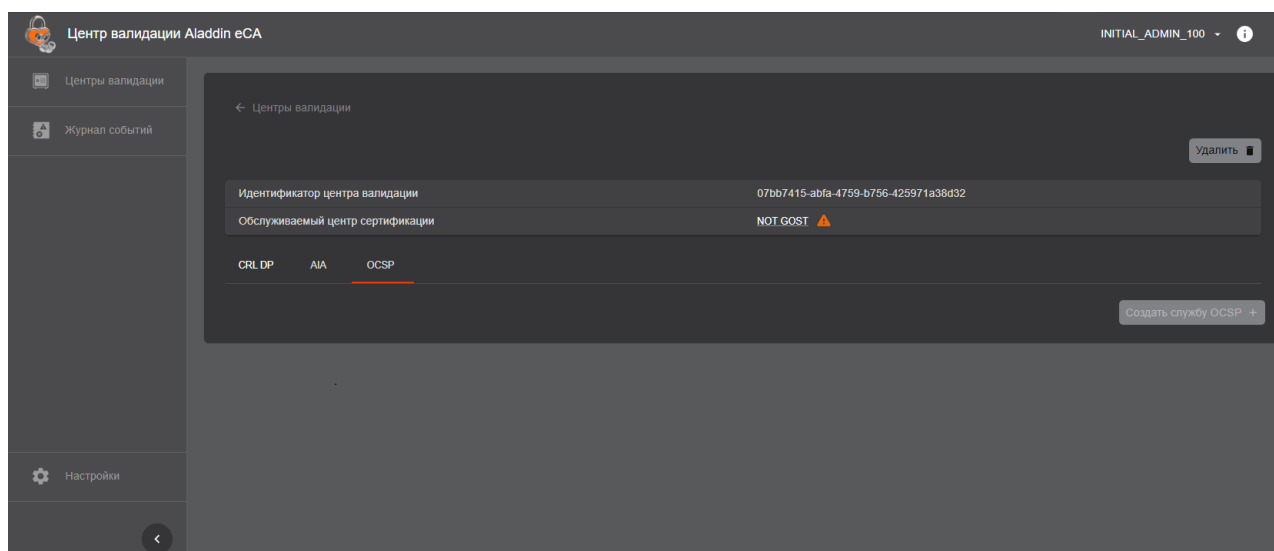 Центр валидации Aladdin eCA
INITIAL_ADMIN_100
Центры валидации
Журнал событий
Центры валидации
Удалить
Идентификатор центра валидации 07bb7415-abfa-4759-b756-425971a38d32
Обслуживаемый центр сертификации NOT GOST
CRL DP AIA OCSP
Создать службу OCSP +
Настройки